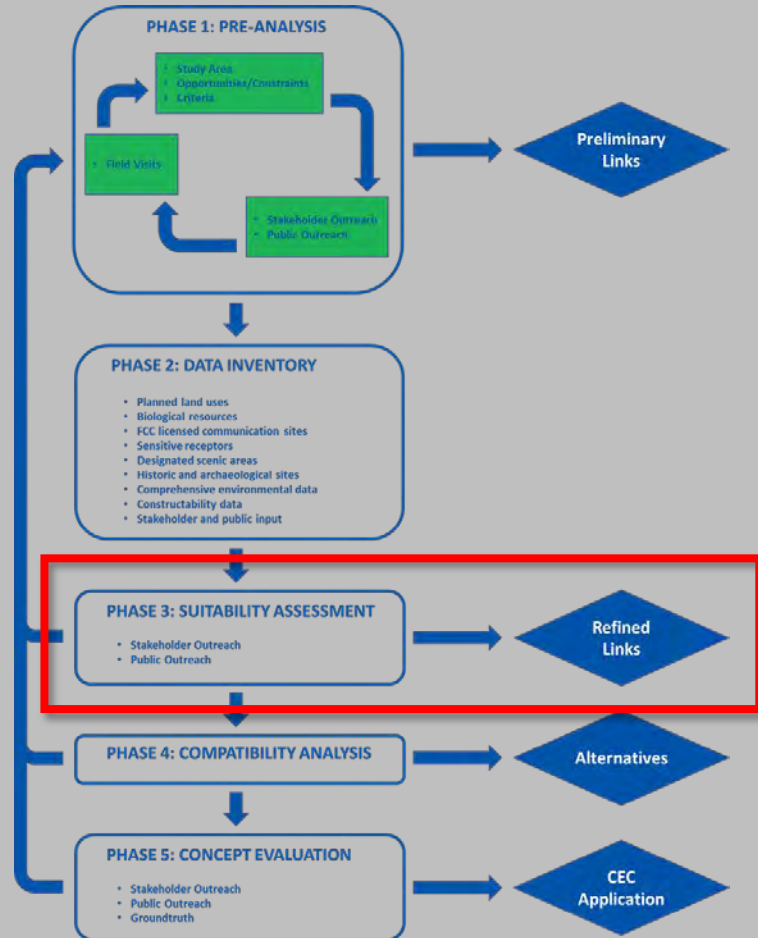 PHASE 1: PRE-ANALYSIS
• Study Area
• Opportunities/Constraints
• Criteria
• Field Visits
• Stakeholder Outreach
• Public Outreach
Preliminary
Links
PHASE 2: DATA INVENTORY
• Planned land uses
• Biological resources
• FCC licensed communication sites
• Sensitive receptors
• Designated scenic areas
• Historic and archaeological sites
• Comprehensive environmental data
• Constructability data
• Stakeholder and public input
PHASE 3: SUITABILITY ASSESSMENT
• Stakeholder Outreach
• Public Outreach
Refined
Links
PHASE 4: COMPATIBILITY ANALYSIS
Alternatives
PHASE 5: CONCEPT EVALUATION
• Stakeholder Outreach
• Public Outreach
• Groundtruth
CEC
Application